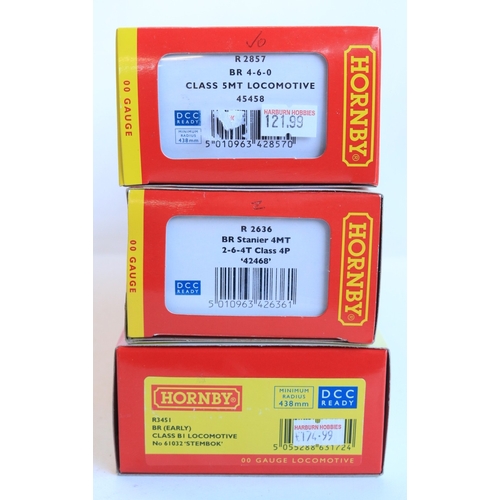 00 GAUGE
R 2857
BR 4-6-0
CLASS 5MT LOCOMOTIVE
45458
DCC
READY
MINIMUM
RADIUS
438mm
HARBURN HOBBIES
121.99
5 010963 428570
HORNBY
00 GAUGE
R 2636
BR Stanier 4MT
2-6-4T Class 4P
'42468'
DCC
READY
5 010963 426361
HORNBY
HORNBY
MINIMUM
RADIUS
438mm
DCC
READY
R3451
BR (EARLY)
CLASS B1 LOCOMOTIVE
No 61032 'STEMBOK'
HARBURN HOBBIES
£174.99
5 055288 631724
00 GAUGE LOCOMOTIVE